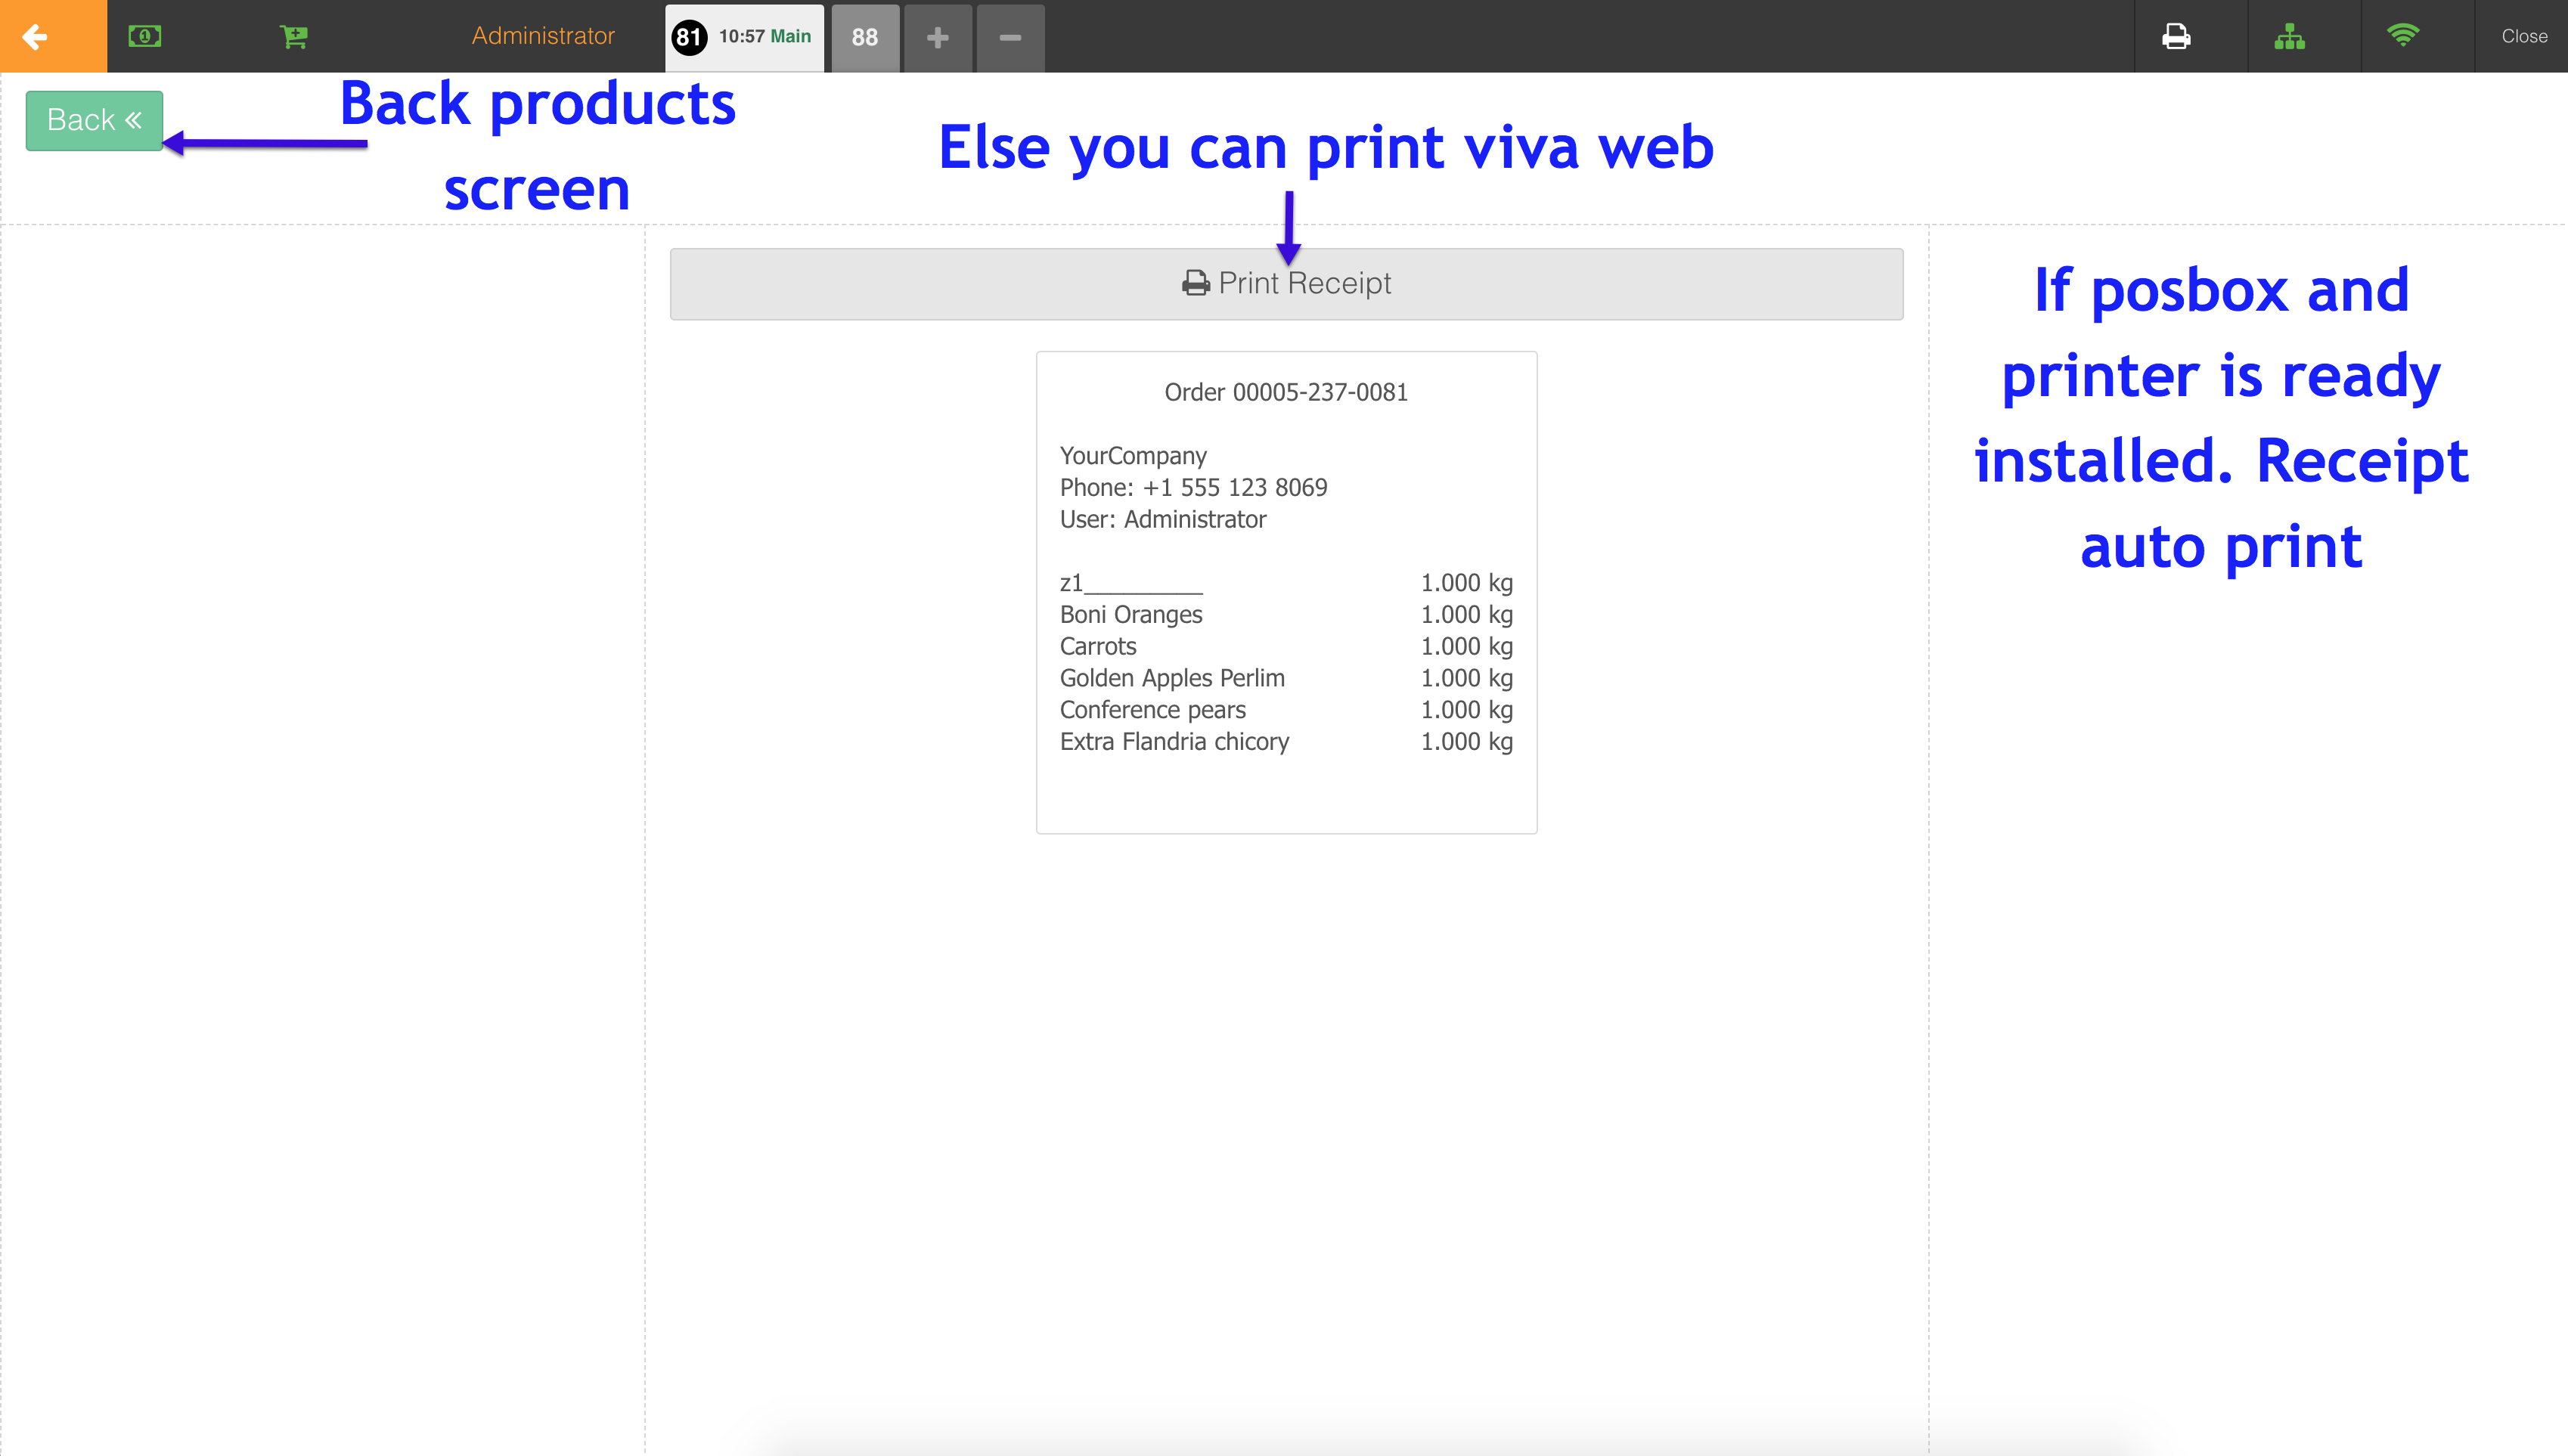 Administrator
81 10:57 Main
88
Close
Back
Back products
screen
Else you can print viva web
Print Receipt
If posbox and
printer is ready
installed. Receipt
auto print
Order 00005-237-0081
YourCompany
Phone: +1 555 123 8069
User: Administrator
z1__________ 1.000 kg
Boni Oranges 1.000 kg
Carrots 1.000 kg
Golden Apples Perlim 1.000 kg
Conference pears 1.000 kg
Extra Flandria chicory 1.000 kg